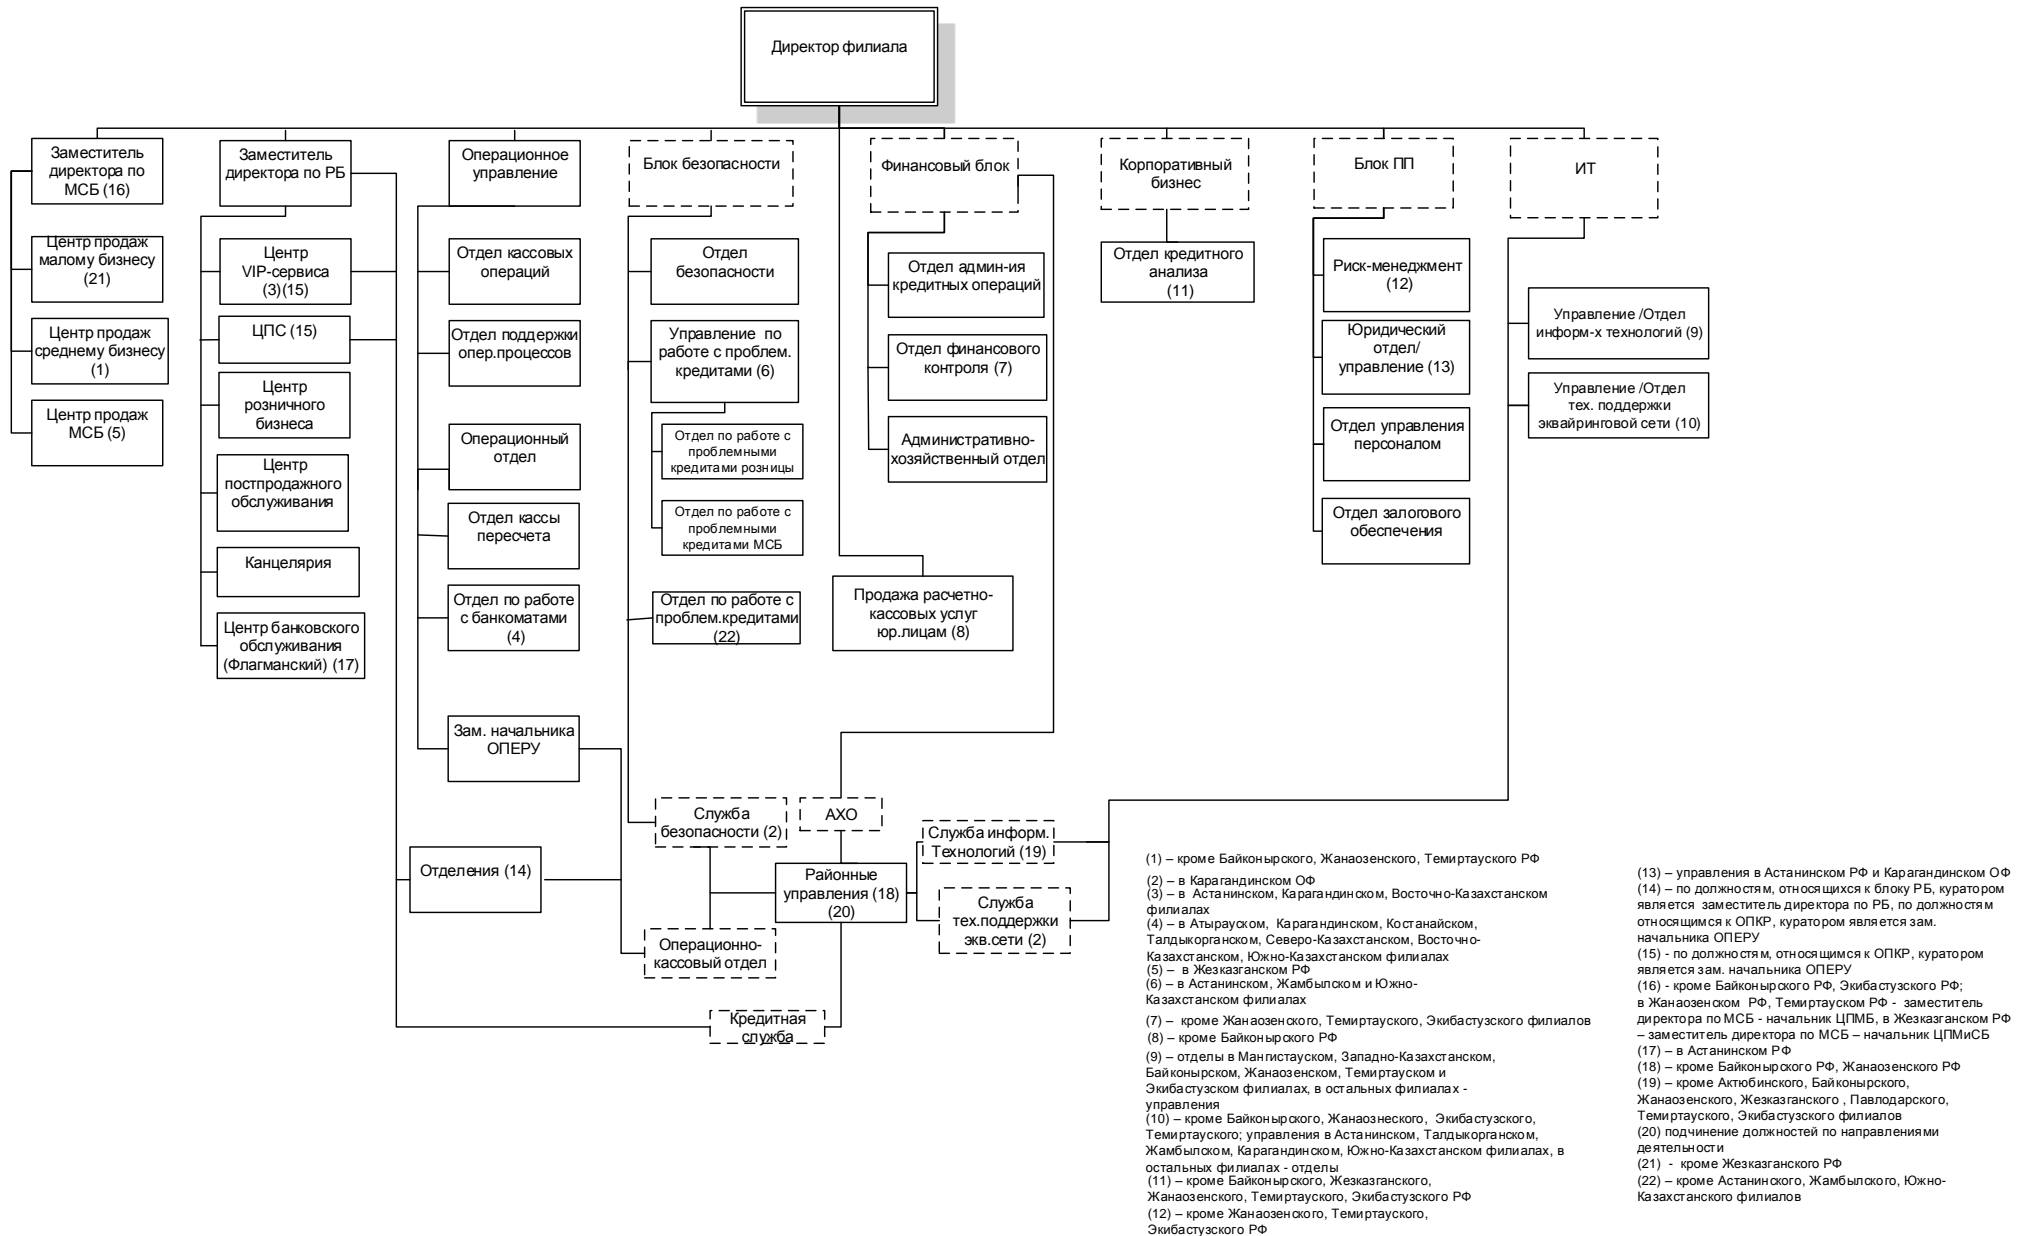 Директор филиала
Заместитель
директора по
МСБ (16)
Заместитель
директора по РБ
Операционное
управление
Блок безопасности
Финансовый блок
Корпоративный
бизнес
Блок ПП
ИТ
Центр продаж
малому бизнесу
(21)
Центр продаж
среднему бизнесу
(1)
Центр продаж
МСБ (5)
Центр
VIP-сервиса
(3)(15)
ЦПС (15)
Центр
розничного
бизнеса
Центр
постпродажного
обслуживания
Канцелярия
Центр банковского
обслуживания
(Флагманский) (17)
Отдел кассовых
операций
Отдел поддержки
опер.процессов
Операционный
отдел
Отдел кассы
пересчета
Отдел по работе
с банкоматами
(4)
Зам. начальника
ОПЕРУ
Отделения (14)
Отдел
безопасности
Управление по
работе с проблем.
кредитами (6)
Отдел по работе с
проблемными
кредитами розницы
Отдел по работе с
проблемными
кредитами МСБ
Отдел по работе с
проблем.кредитами
(22)
Отдел админ-ия
кредитных операций
Отдел финансового
контроля (7)
Административно-
хозяйственный отдел
Продажа расчетно-
кассовых услуг
юр.лицам (8)
Отдел кредитного
анализа
(11)
Риск-менеджмент
(12)
Юридический
отдел/
управление (13)
Отдел управления
персоналом
Отдел залогового
обеспечения
Управление /Отдел
информ-х технологий (9)
Управление /Отдел
тех. поддержки
эквайринговой сети (10)
Служба
безопасности (2)
АХО
Служба информ.
Технологий (19)
Районные
управления (18)
(20)
Служба
тех.поддержки
экв.сети (2)
Операционно-
кассовый отдел
Кредитная
служба
(1) – кроме Байконырского, Жанаозенского, Темиртауского РФ
(2) – в Карагандинском ОФ
(3) – в Астанинском, Карагандинском, Восточно-Казахстанском
филиалах
(4) – в Атырауском, Карагандинском, Костанайском,
Талдыкорганском, Северо-Казахстанском, Восточно-
Казахстанском, Южно-Казахстанском филиалах
(5) – в Жезказганском РФ
(6) – в Астанинском, Жамбылском и Южно-
Казахстанском филиалах
(7) – кроме Жанаозенского, Темиртауского, Экибастузского филиалов
(8) – кроме Байконырского РФ
(9) – отделы в Мангистауском, Западно-Казахстанском,
Байконырском, Жанаозенском, Темиртауском и
Экибастузском филиалах, в остальных филиалах -
управления
(10) – кроме Байконырского, Жанаознеского, Экибастузского,
Темиртауского; управления в Астанинском, Талдыкорганском,
Жамбылском, Карагандинском, Южно-Казахстанском филиалах, в
остальных филиалах - отделы
(11) – кроме Байконырского, Жезказганского,
Жанаозенского, Темиртауского, Экибастузского РФ
(12) – кроме Жанаозенского, Темиртауского,
Экибастузского РФ
(13) – управления в Астанинском РФ и Карагандинском ОФ
(14) – по должностям, относящихся к блоку РБ, куратором
является заместитель директора по РБ, по должностям
относящимся к ОПКР, куратором является зам.
начальника ОПЕРУ
(15) - по должностям, относящимся к ОПКР, куратором
является зам. начальника ОПЕРУ
(16) - кроме Байконырского РФ, Экибастузского РФ;
в Жанаозенском РФ, Темиртауском РФ - заместитель
директора по МСБ - начальник ЦПМБ, в Жезказганском РФ
– заместитель директора по МСБ – начальник ЦПМиСБ
(17) – в Астанинском РФ
(18) – кроме Байконырского РФ, Жанаозенского РФ
(19) – кроме Актюбинского, Байконырского,
Жанаозенского, Жезказганского , Павлодарского,
Темиртауского, Экибастузского филиалов
(20) подчинение должностей по направлениями
деятельности
(21) - кроме Жезказганского РФ
(22) – кроме Астанинского, Жамбылского, Южно-
Казахстанского филиалов